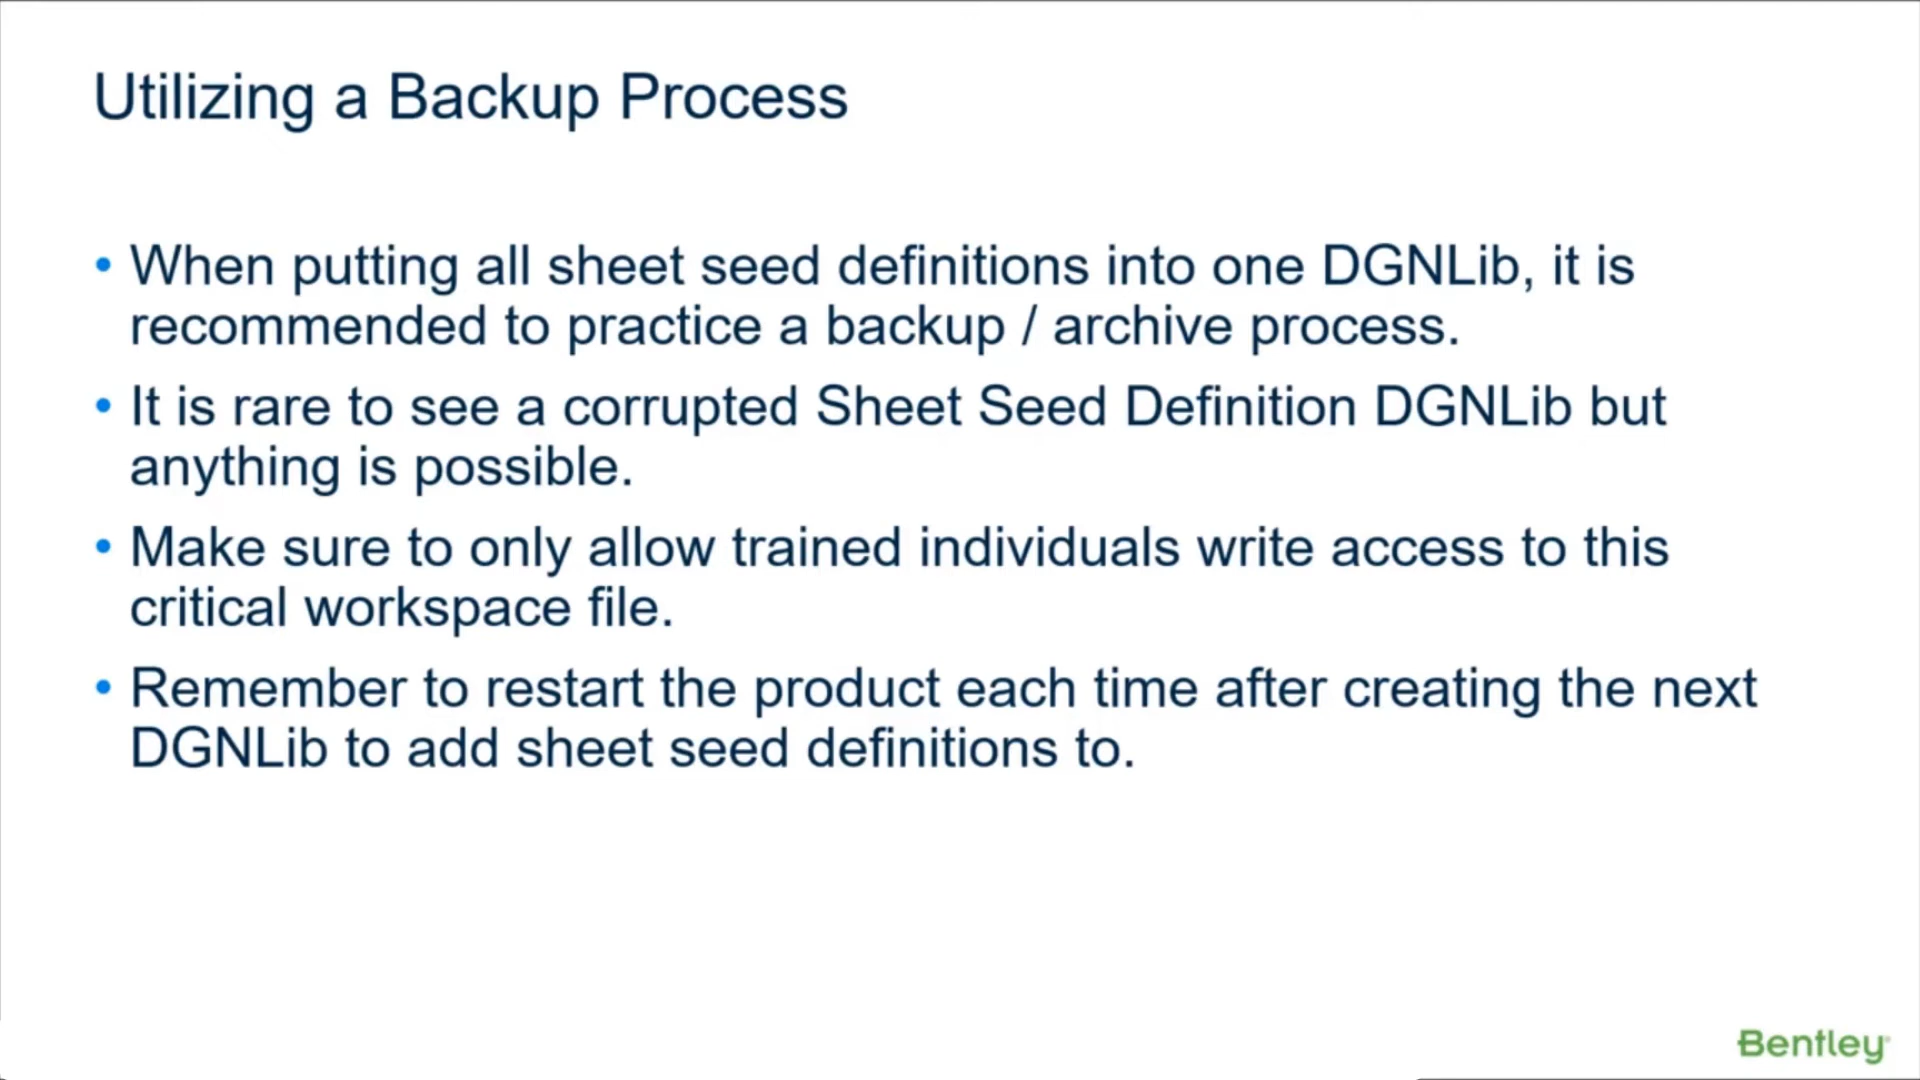 Utilizing a Backup Process
• When putting all sheet seed definitions into one DGNLib, it is
recommended to practice a backup / archive process.
• It is rare to see a corrupted Sheet Seed Definition DGNLib but
anything is possible.
• Make sure to only allow trained individuals write access to this
critical workspace file.
• Remember to restart the product each time after creating the next
DGNLib to add sheet seed definitions to.
Bentley